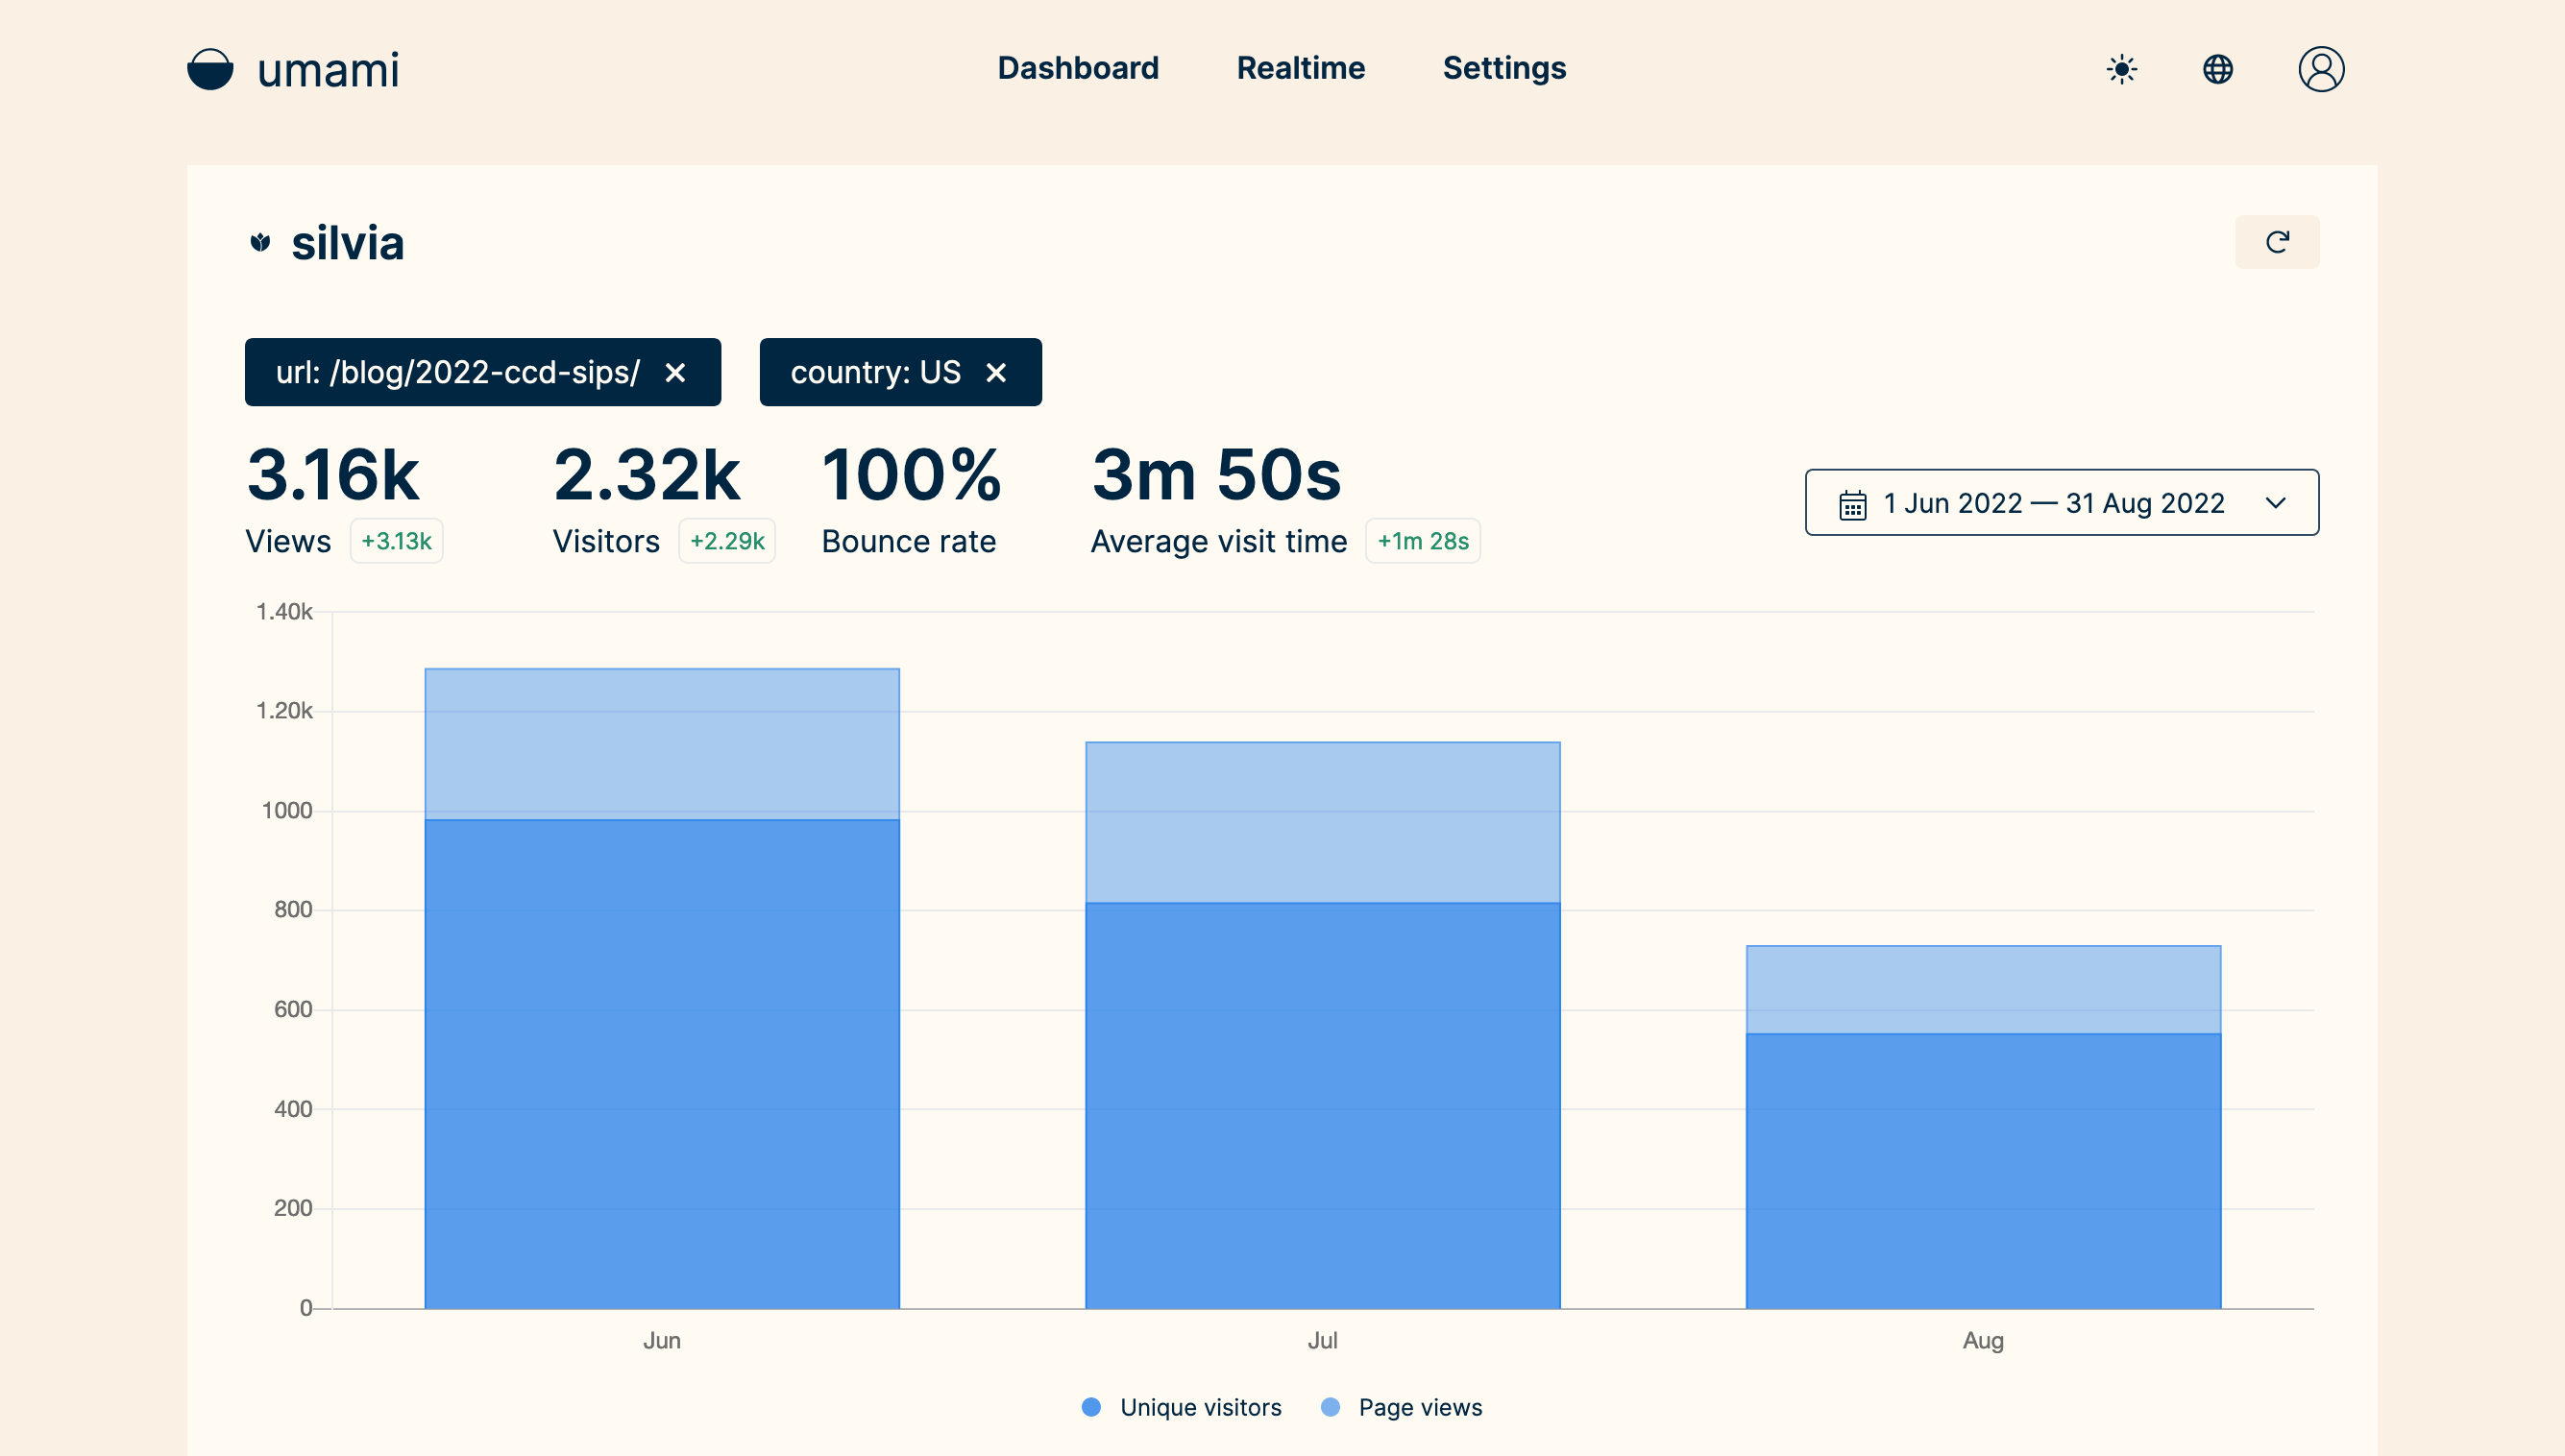 umami
Dashboard Realtime Settings
silvia
url: /blog/2022-ccd-sips/ ✕ country: US ✕
3.16k 2.32k 100% 3m 50s
Views +3.13k Visitors +2.29k Bounce rate Average visit time +1m 28s
1 Jun 2022 — 31 Aug 2022
1.40k
1.20k
1000
800
600
400
200
0
Jun Jul Aug
Unique visitors Page views